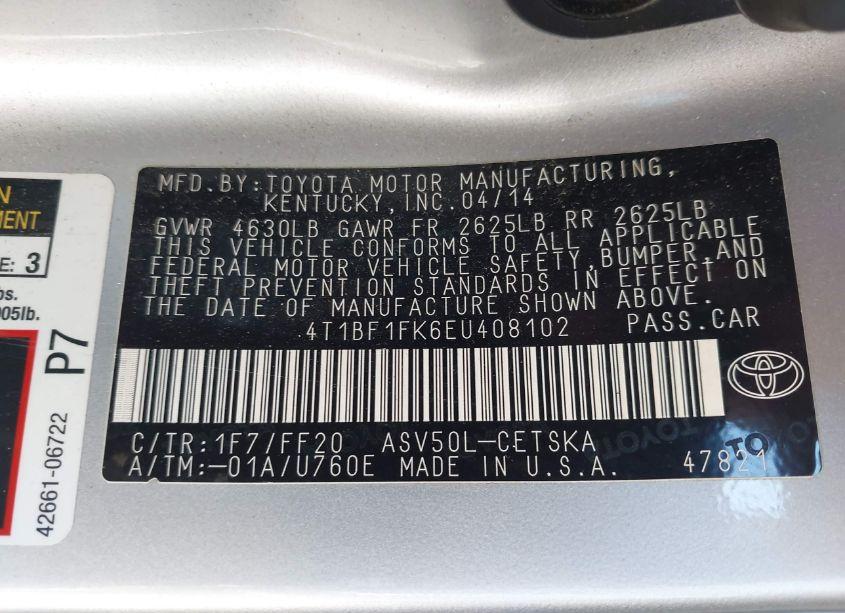 MFD.BY:TOYOTA MOTOR MANUFACTURING,
KENTUCKY,INC.04/14
GVWR 4630LB GAWR FR 2625LB RR 2625LB
THIS VEHICLE CONFORMS TO ALL APPLICABLE
FEDERAL MOTOR VEHICLE SAFETY,BUMPER,AND
THEFT PREVENTION STANDARDS IN EFFECT ON
THE DATE OF MANUFACTURE SHOWN ABOVE.
4T1BF1FK6EU408102 PASS.CAR
C/TR:1F7/FF20 ASV50L-CETSKA
A/TM:-01A/U760E MADE IN U.S.A. 47821
E: 3
P7
42661-06722